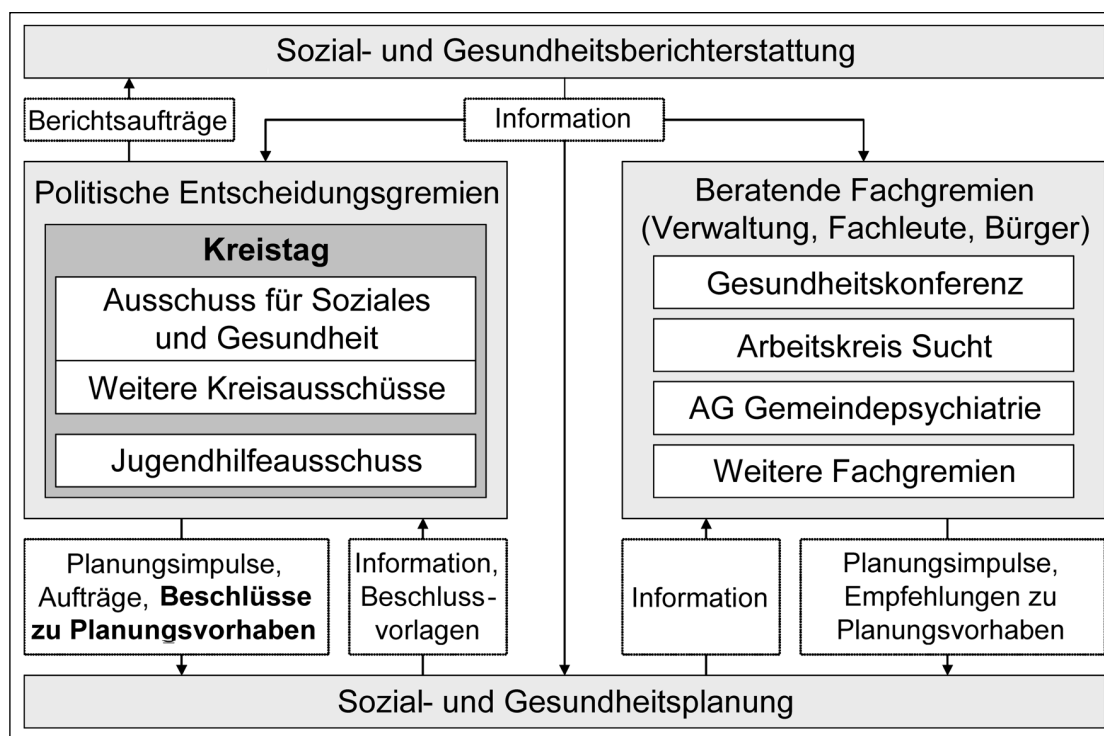 Sozial- und Gesundheitsberichterstattung
Berichtsaufträge
Information
Politische Entscheidungsgremien
Kreistag
Ausschuss für Soziales
und Gesundheit
Weitere Kreisausschüsse
Jugendhilfeausschuss
Beratende Fachgremien
(Verwaltung, Fachleute, Bürger)
Gesundheitskonferenz
Arbeitskreis Sucht
AG Gemeindepsychiatrie
Weitere Fachgremien
Planungsimpulse,
Aufträge, Beschlüsse
zu Planungsvorhaben
Information,
Beschluss-
vorlagen
Information
Planungsimpulse,
Empfehlungen zu
Planungsvorhaben
Sozial- und Gesundheitsplanung